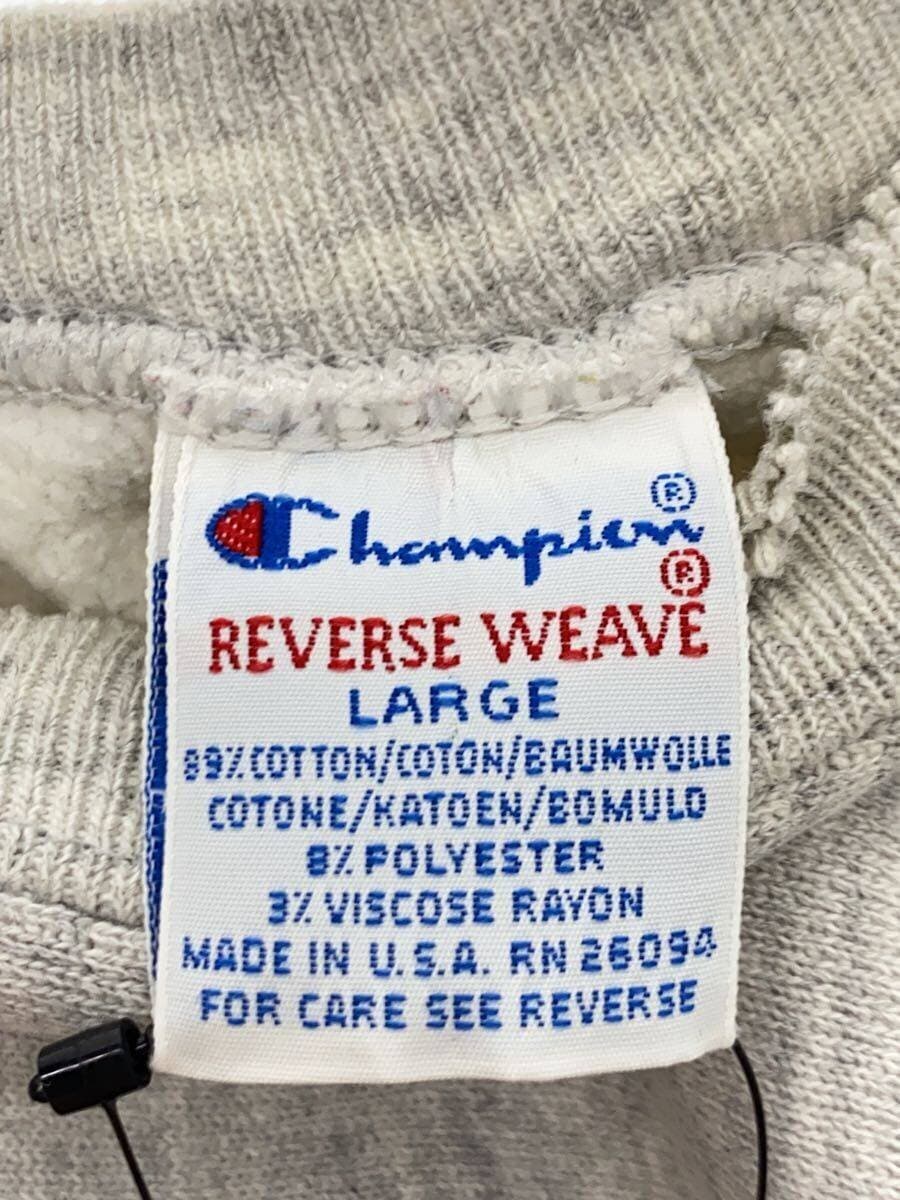 Champion®
REVERSE WEAVE®
LARGE
89% COTTON/COTON/BAUMWOLLE
COTONE/KATOEN/BOMULD
8% POLYESTER
3% VISCOSE RAYON
MADE IN U.S.A. RN 26094
FOR CARE SEE REVERSE